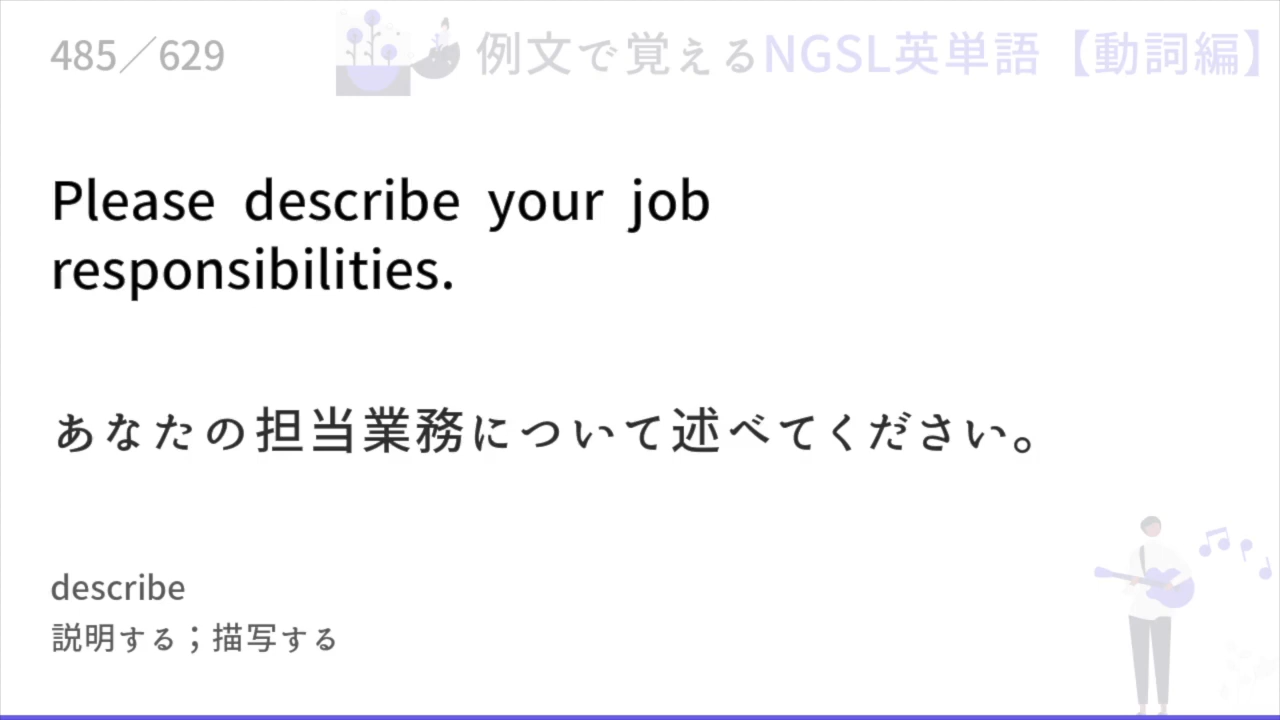 485／629
例文で覚えるNGSL英単語【動詞編】
Please describe your job
responsibilities.
あなたの担当業務について述べてください。
describe
説明する；描写する